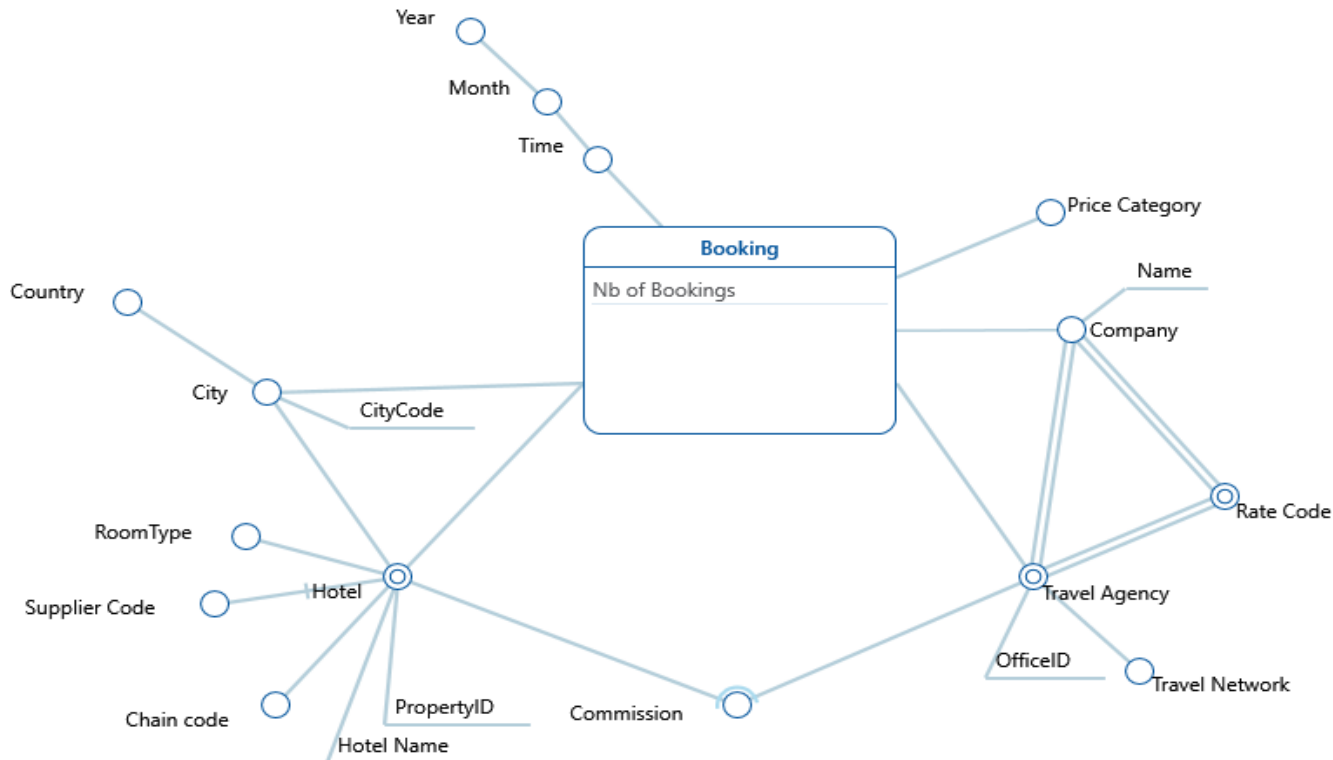 Year
Month
Time
Price Category
Booking
Name
Nb of Bookings
Country
Company
City
CityCode
Rate Code
RoomType
Hotel
Travel Agency
Supplier Code
OfficeID
Travel Network
PropertyID
Commission
Chain code
Hotel Name